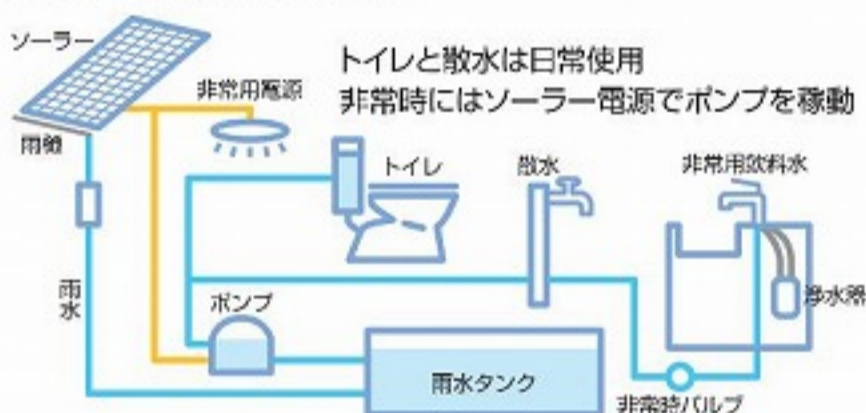 ソーラー
トイレと散水は日常使用
非常時にはソーラー電源でポンプを稼動
非常用電源
雨樋
トイレ
散水
非常用飲料水
雨水
ポンプ
浄水器
雨水タンク
非常時バルブ